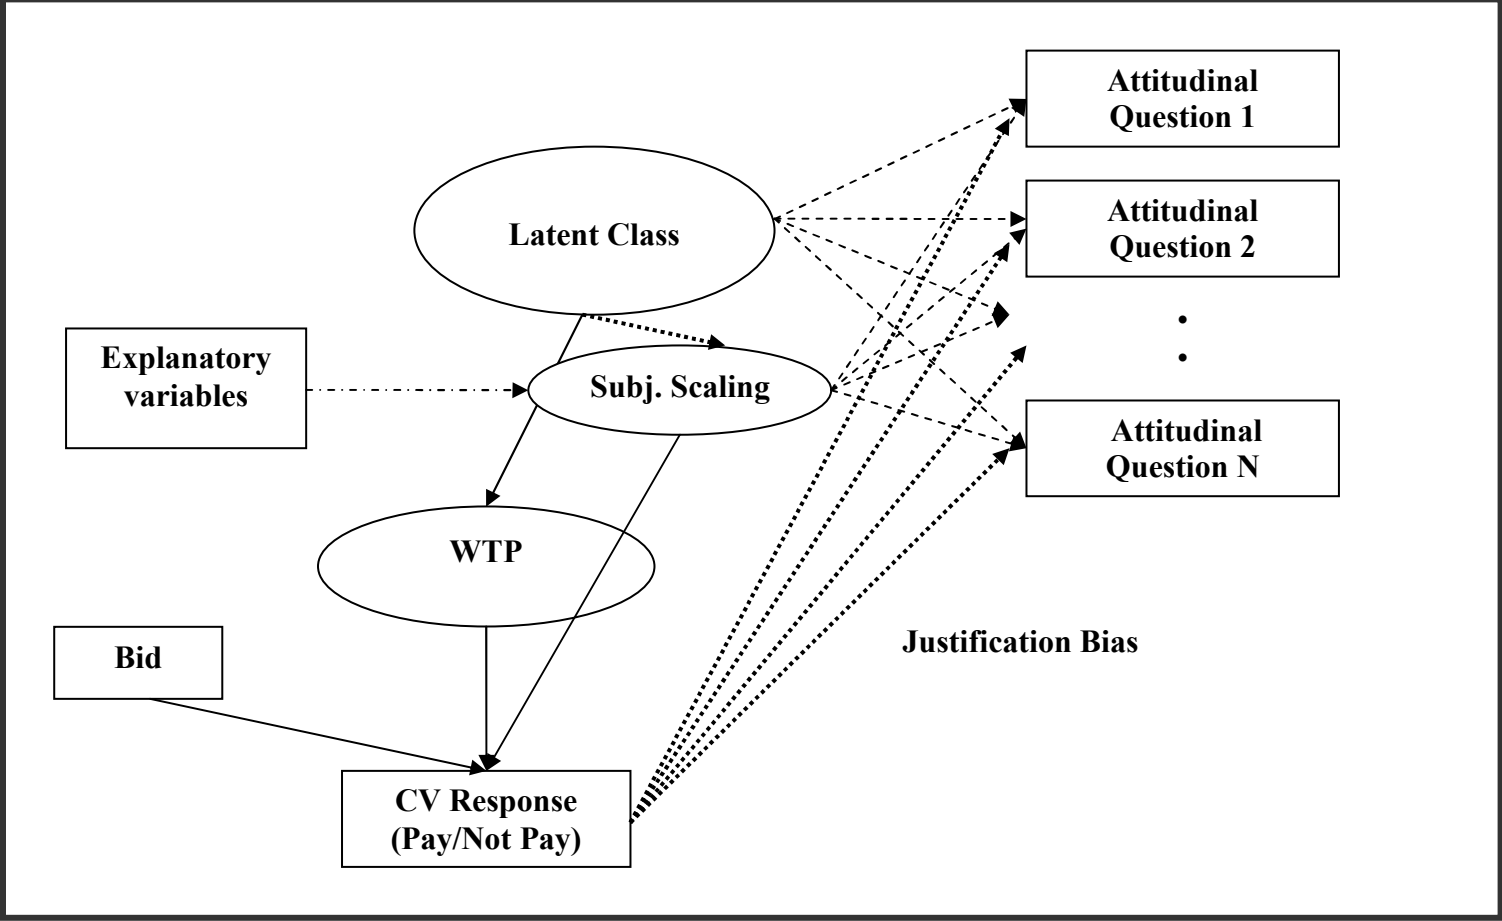 Attitudinal
Question 1
Attitudinal
Question 2
Latent Class
Explanatory
variables
Subj. Scaling
Attitudinal
Question N
WTP
Bid
Justification Bias
CV Response
(Pay/Not Pay)